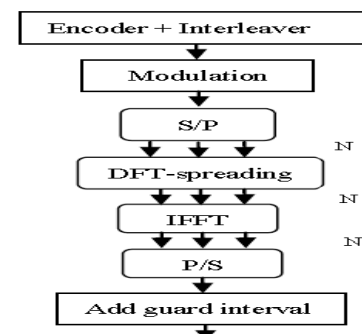 Encoder + Interleaver
Modulation
S/P
N
DFT-spreading
N
IFFT
N
P/S
Add guard interval